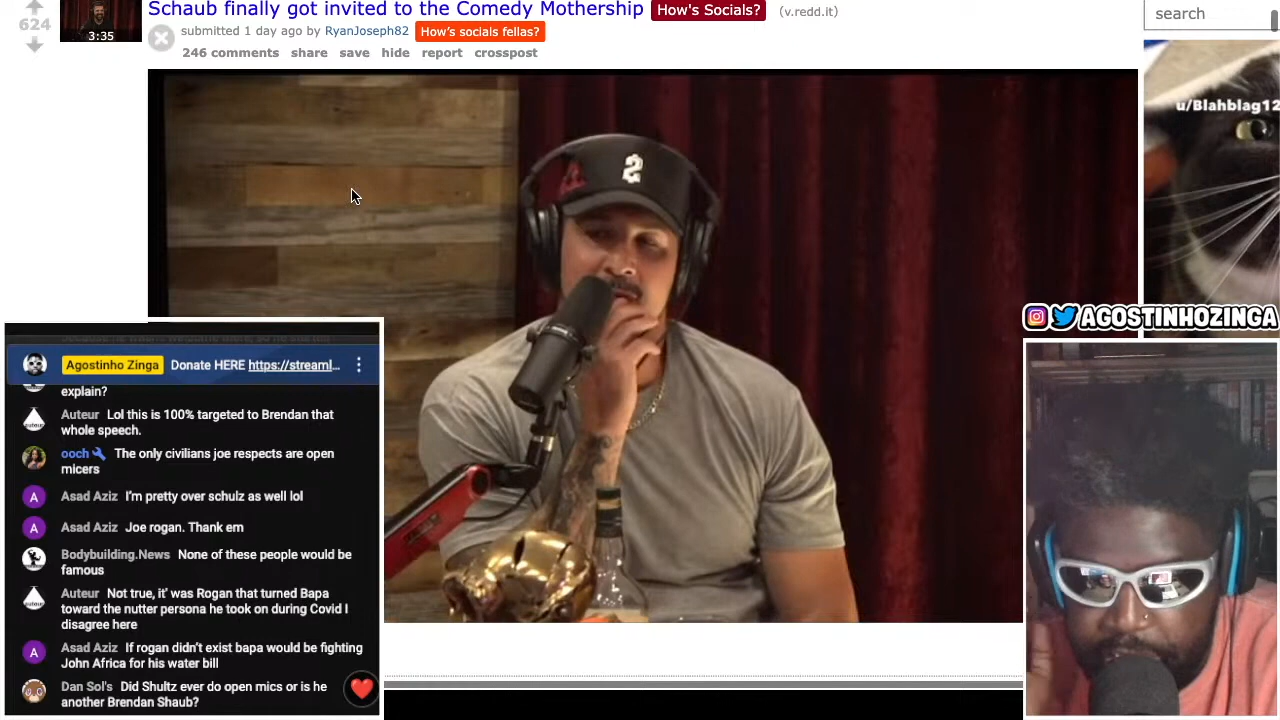 Schaub finally got invited to the Comedy Mothership How's Socials? (v.redd.it)
624
3:35
submitted 1 day ago by RyanJoseph82 How's socials fellas?
246 comments share save hide report crosspost
search
u/Blahblag12
2
AGOSTINHOZINGA
Agostinho Zinga Donate HERE https://streaml...
explain?
Auteur Lol this is 100% targeted to Brendan that
whole speech.
ooch The only civilians joe respects are open
micers
A Asad Aziz I'm pretty over schulz as well lol
A Asad Aziz Joe rogan. Thank em
Bodybuilding.News None of these people would be
famous
Auteur Not true, it' was Rogan that turned Bapa
toward the nutter persona he took on during Covid I
disagree here
A Asad Aziz If rogan didn't exist bapa would be fighting
John Africa for his water bill
Dan Sol's Did Shultz ever do open mics or is he
another Brendan Shaub?